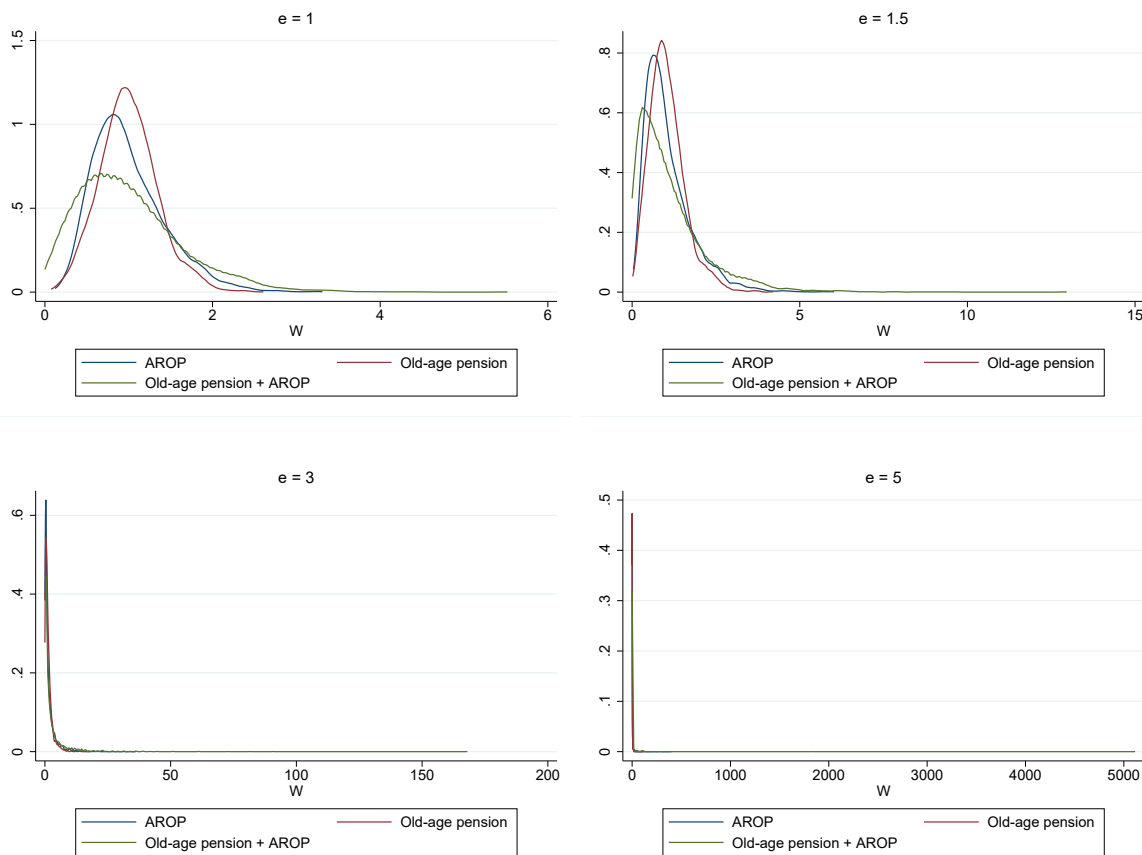 e = 1
1.5
1
.5
0
0 2 4 6
W
AROP Old-age pension
Old-age pension + AROP
e = 1.5
.8
.6
.4
.2
0
0 5 10 15
W
AROP Old-age pension
Old-age pension + AROP
e = 3
.6
.4
.2
0
0 50 100 150 200
W
AROP Old-age pension
Old-age pension + AROP
e = 5
.5
.4
.3
.2
.1
0
0 1000 2000 3000 4000 5000
W
AROP Old-age pension
Old-age pension + AROP